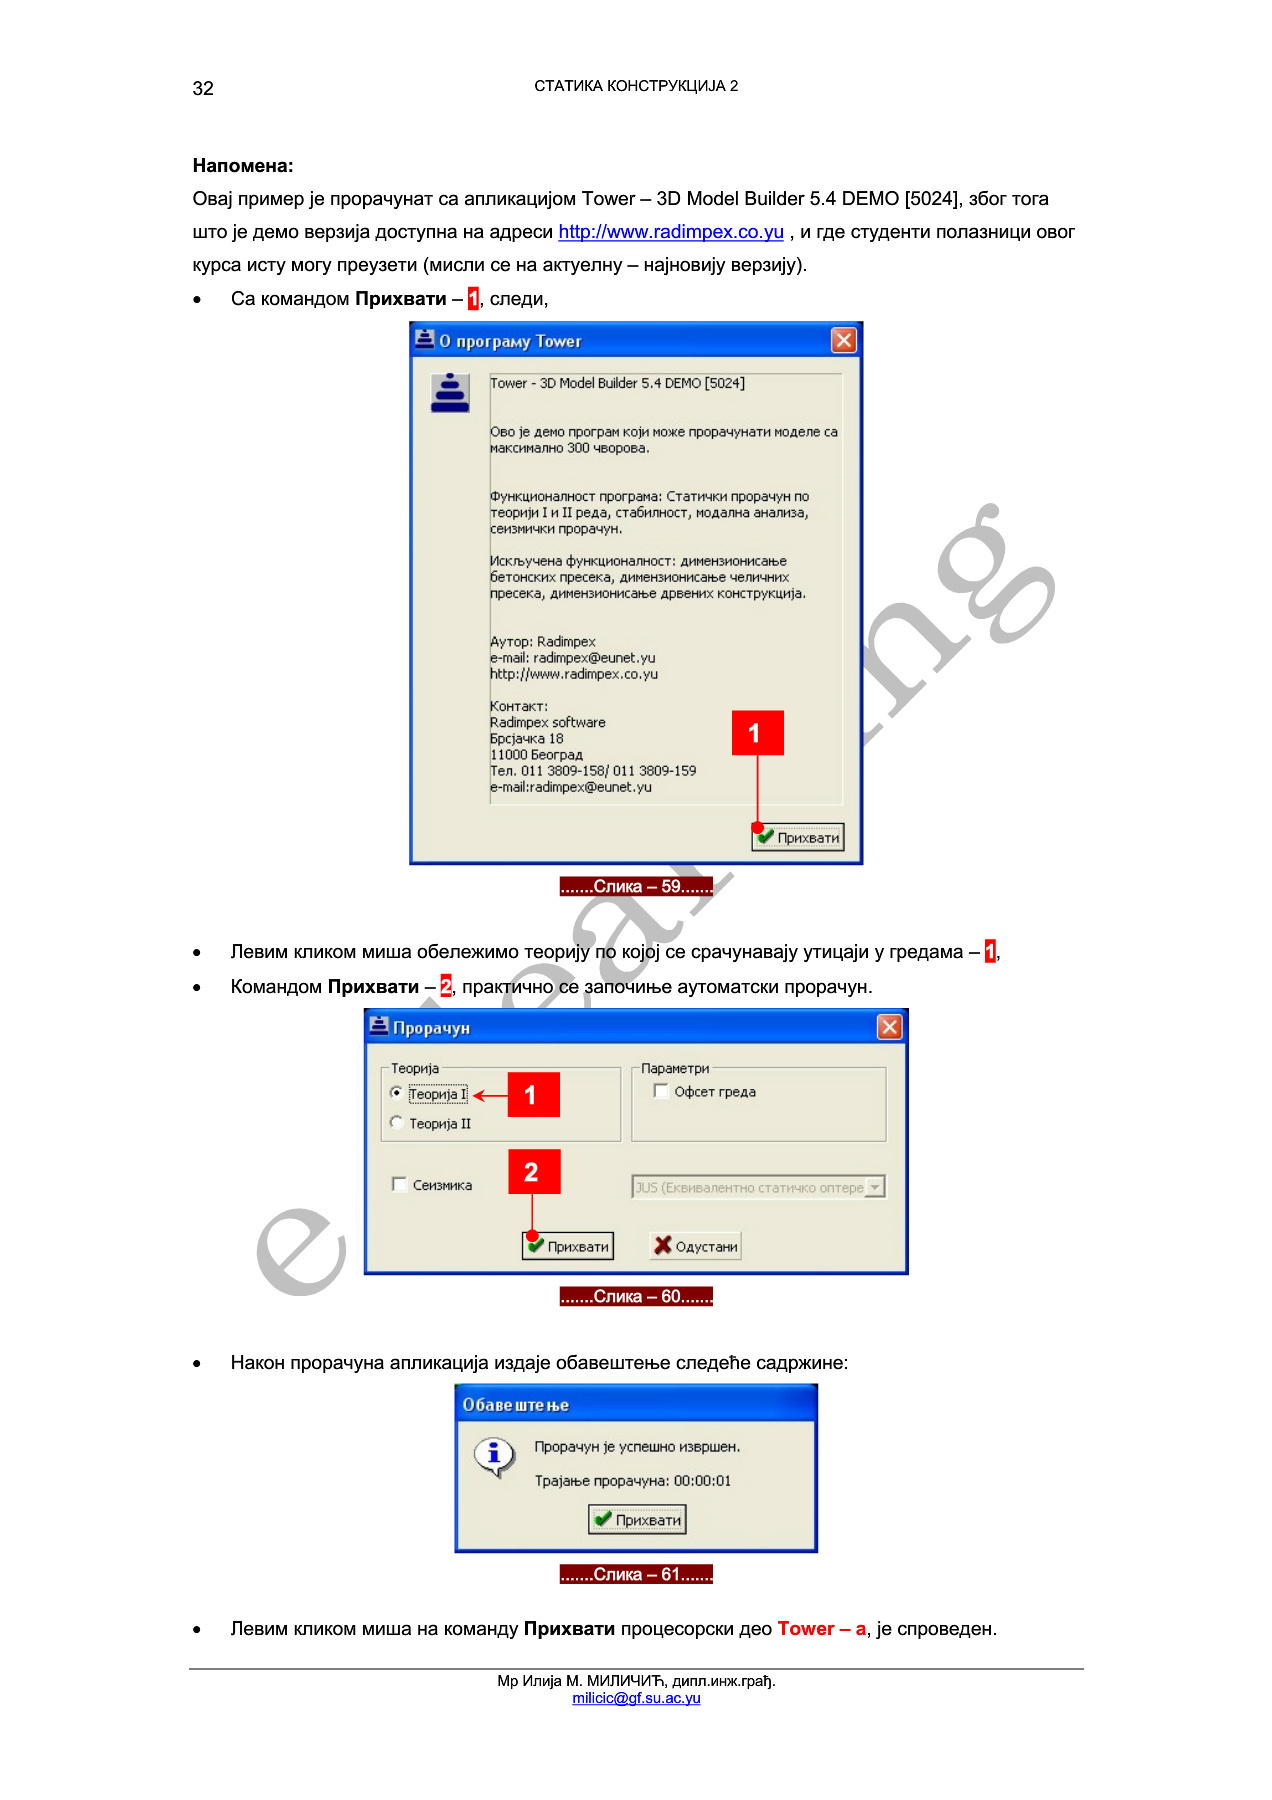 32
СТАТИКА КОНСТРУКЦИЈА 2
Напомена:
Овај пример је прорачунат са апликацијом Tower – 3D Model Builder 5.4 DEMO [5024], због тога
што је демо верзија доступна на адреси http://www.radimpex.co.yu , и где студенти полазници овог
курса исту могу преузети (мисли се на актуелну – најновију верзију).
• Са командом Прихвати – 1, следи,
О програму Tower
Tower - 3D Model Builder 5.4 DEMO [5024]
Ово је демо програм који може прорачунати моделе са
максимално 300 чворова.
Функционалност програма: Статички прорачун по
теорији I и II реда, стабилност, модална анализа,
сеизмички прорачун.
Искључена функционалност: димензионисање
бетонских пресека, димензионисање челичних
пресека, димензионисање дрвених конструкција.
Аутор: Radimpex
e-mail: radimpex@eunet.yu
http://www.radimpex.co.yu
Контакт:
Radimpex software
Брсјачка 18
11000 Београд
Тел. 011 3809-158/ 011 3809-159
e-mail:radimpex@eunet.yu
1
Прихвати
.......Слика – 59.......
• Левим кликом миша обележимо теорију по којој се срачунавају утицаји у гредама – 1,
• Командом Прихвати – 2, практично се започиње аутоматски прорачун.
Прорачун
Теорија
Параметри
Теорија I
1
Офсет греда
Теорија II
2
Сеизмика
JUS (Еквивалентно статичко оптере
Прихвати
Одустани
.......Слика – 60.......
• Након прорачуна апликација издаје обавештење следеће садржине:
Обавештење
Прорачун је успешно извршен.
Трајање прорачуна: 00:00:01
Прихвати
.......Слика – 61.......
• Левим кликом миша на команду Прихвати процесорски део Tower – а, је спроведен.
Мр Илија М. МИЛИЧИЋ, дипл.инж.грађ.
milicic@gf.su.ac.yu